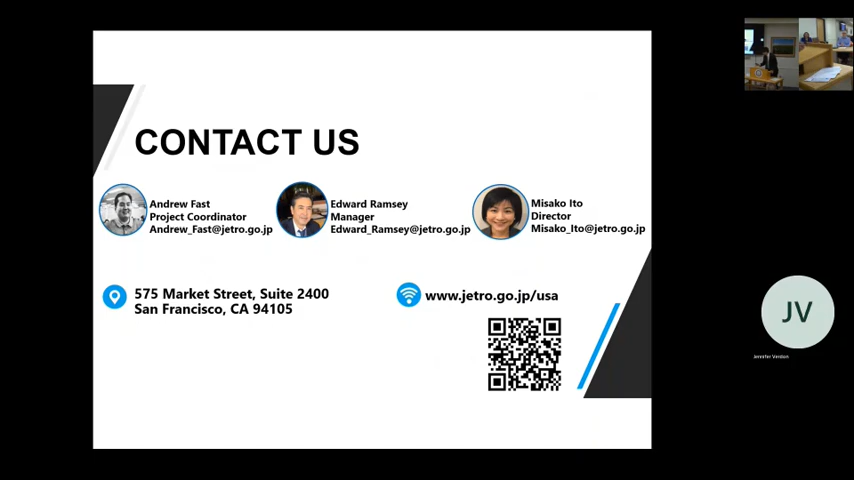 CONTACT US
Andrew Fast
Project Coordinator
Andrew_Fast@jetro.go.jp
Edward Ramsey
Manager
Edward_Ramsey@jetro.go.jp
Misako Ito
Director
Misako_Ito@jetro.go.jp
575 Market Street, Suite 2400
San Francisco, CA 94105
www.jetro.go.jp/usa
JV
Jennifer Verdon